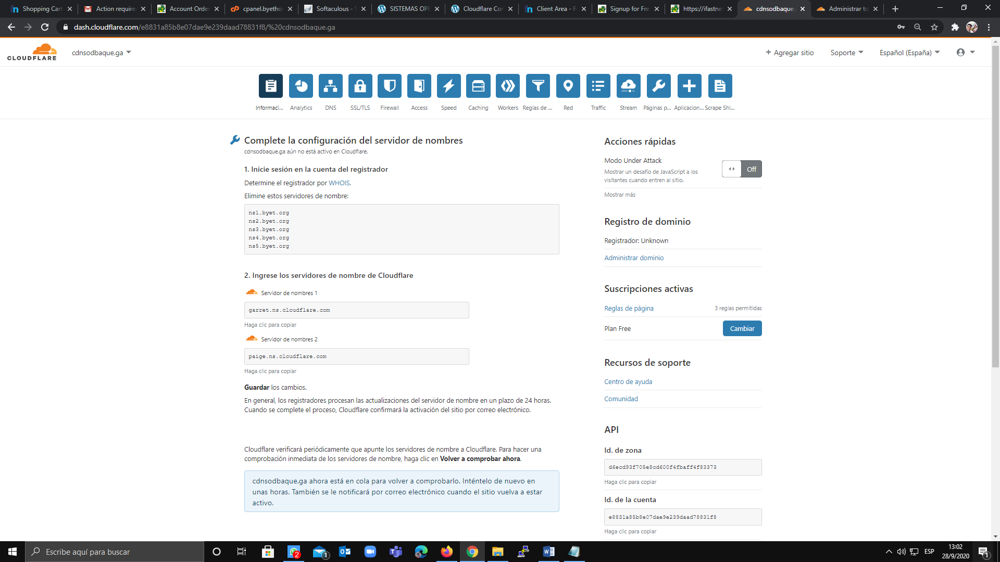 Shopping Cart
Action require
Account Order
cpanel.byetho
Softaculous - S
SISTEMAS OPE
Cloudflare Cor
Client Area - F
Signup for Fre
https://ifastne
cdnsodbaque.
Administrar to
dash.cloudflare.com/e8831a85b8e07dae9e239daad78831f8/%20cdnsodbaque.ga
CLOUDFLARE
cdnsodbaque.ga
+ Agregar sitio
Soporte
Español (España)
Informaci...
Analytics
DNS
SSL/TLS
Firewall
Access
Speed
Caching
Workers
Reglas de ...
Red
Traffic
Stream
Páginas p...
Aplicacion...
Scrape Shi...
Complete la configuración del servidor de nombres
cdnsodbaque.ga aún no está activo en Cloudflare.
1. Inicie sesión en la cuenta del registrador
Determine el registrador por WHOIS.
Elimine estos servidores de nombre:
ns1.byet.org
ns2.byet.org
ns3.byet.org
ns4.byet.org
ns5.byet.org
2. Ingrese los servidores de nombre de Cloudflare
Servidor de nombres 1
garret.ns.cloudflare.com
Haga clic para copiar
Servidor de nombres 2
paige.ns.cloudflare.com
Haga clic para copiar
Guardar los cambios.
En general, los registradores procesan las actualizaciones del servidor de nombre en un plazo de 24 horas.
Cuando se complete el proceso, Cloudflare confirmará la activación del sitio por correo electrónico.
Cloudflare verificará periódicamente que apunte los servidores de nombre a Cloudflare. Para hacer una
comprobación inmediata de los servidores de nombre, haga clic en Volver a comprobar ahora.
cdnsodbaque.ga ahora está en cola para volver a comprobarlo. Inténtelo de nuevo en
unas horas. También se le notificará por correo electrónico cuando el sitio vuelva a estar
activo.
Acciones rápidas
Modo Under Attack
Mostrar un desafío de JavaScript a los
visitantes cuando entren al sitio.
Off
Mostrar más
Registro de dominio
Registrador: Unknown
Administrar dominio
Suscripciones activas
Reglas de página
3 reglas permitidas
Plan Free
Cambiar
Recursos de soporte
Centro de ayuda
Comunidad
API
Id. de zona
d6ecd93f705e8cd600f4fbaff4f83373
Haga clic para copiar
Id. de la cuenta
e8831a85b8e07dae9e239daad78831f8
Haga clic para copiar
Escribe aquí para buscar
2
1
ESP
13:02
28/9/2020
1